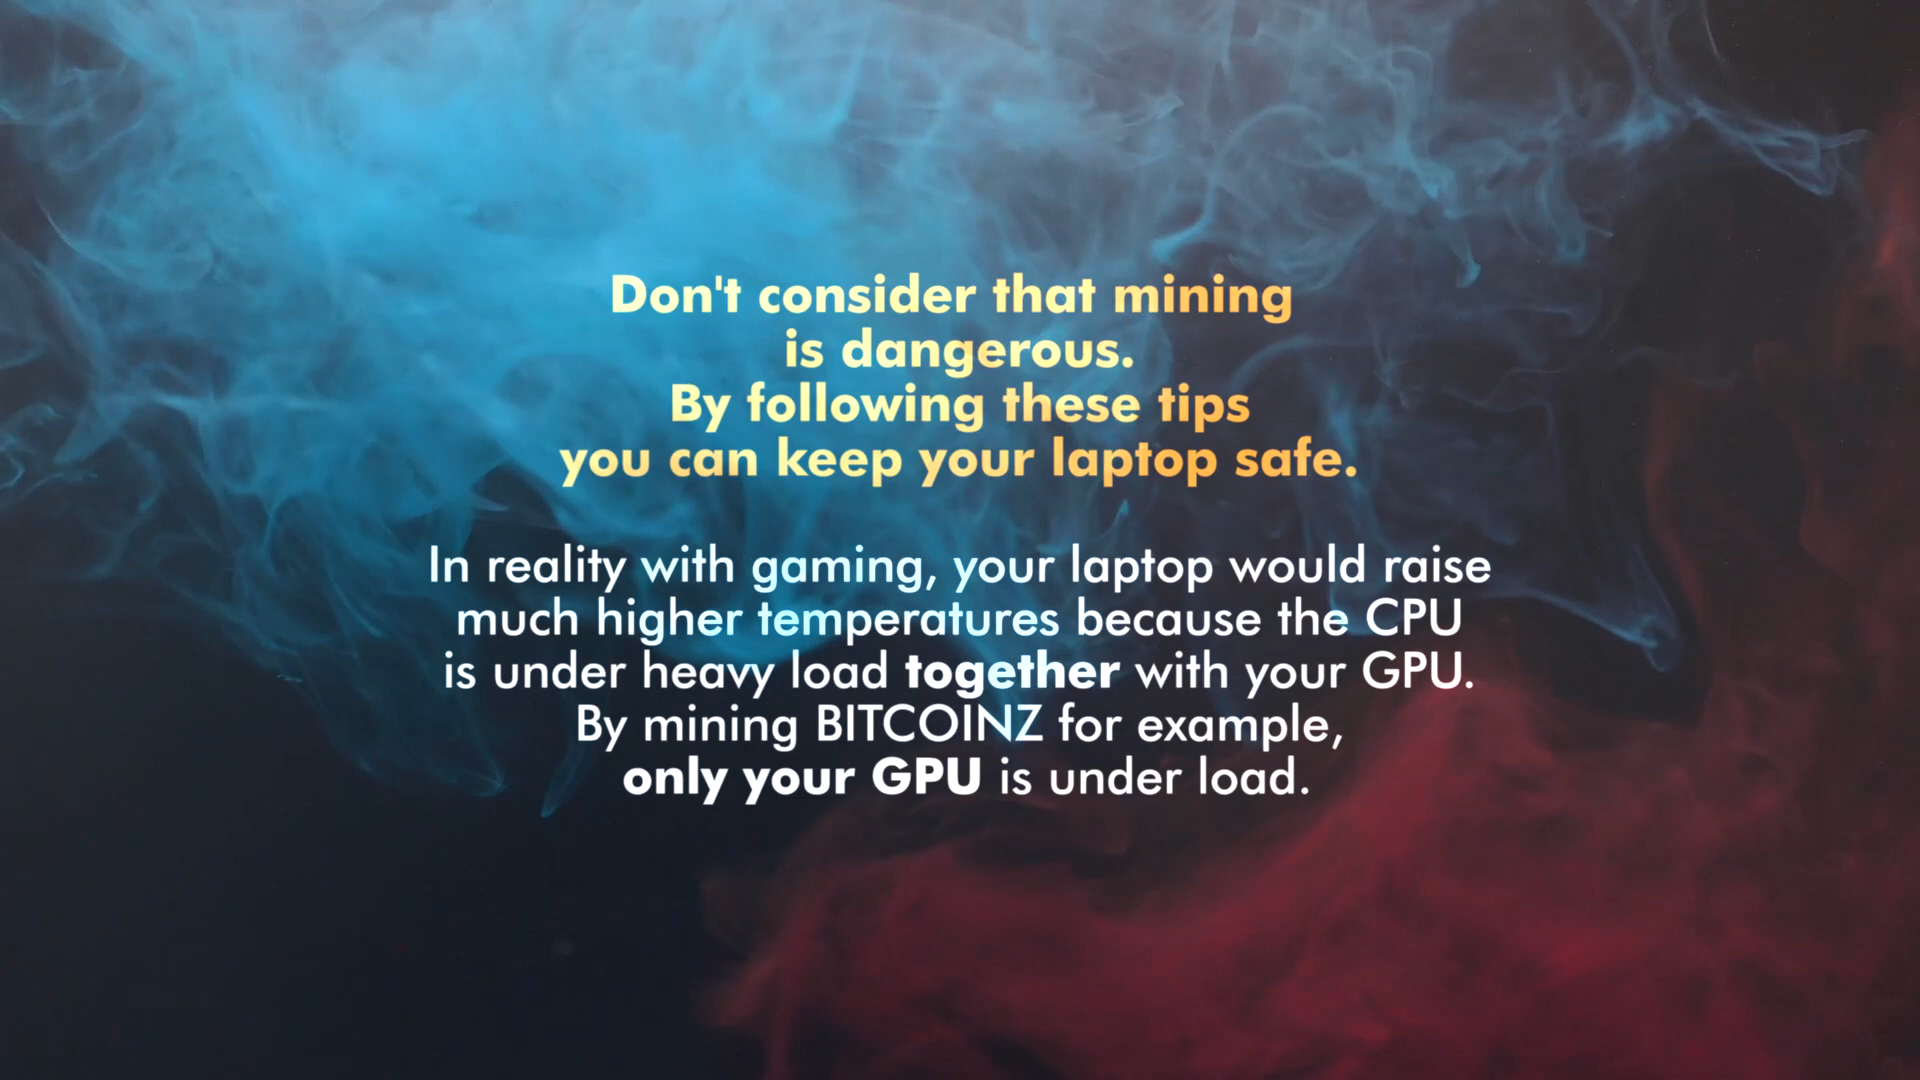 Don't consider that mining
is dangerous.
By following these tips
you can keep your laptop safe.
In reality with gaming, your laptop would raise
much higher temperatures because the CPU
is under heavy load together with your GPU.
By mining BITCOINZ for example,
only your GPU is under load.